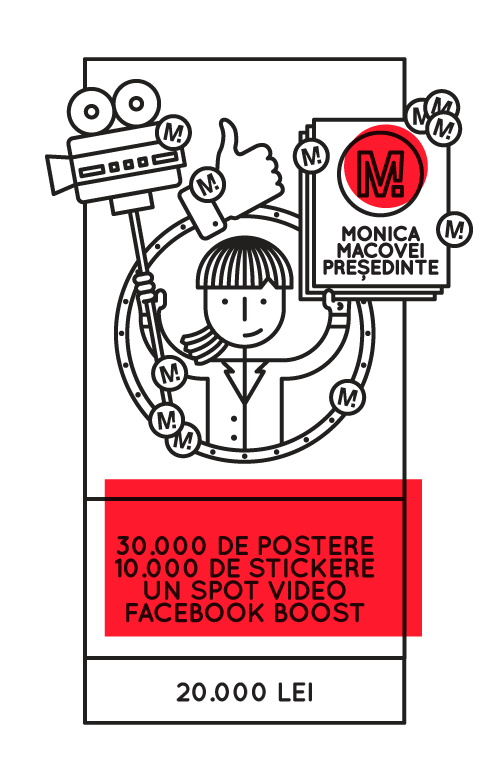 M!
M!
M!
M!
M!
M!
M!
M!
MONICA
MACOVEI
PREȘEDINTE
M!
M!
M!
M!
30.000 DE POSTERE
10.000 DE STICKERE
UN SPOT VIDEO
FACEBOOK BOOST
20.000 LEI